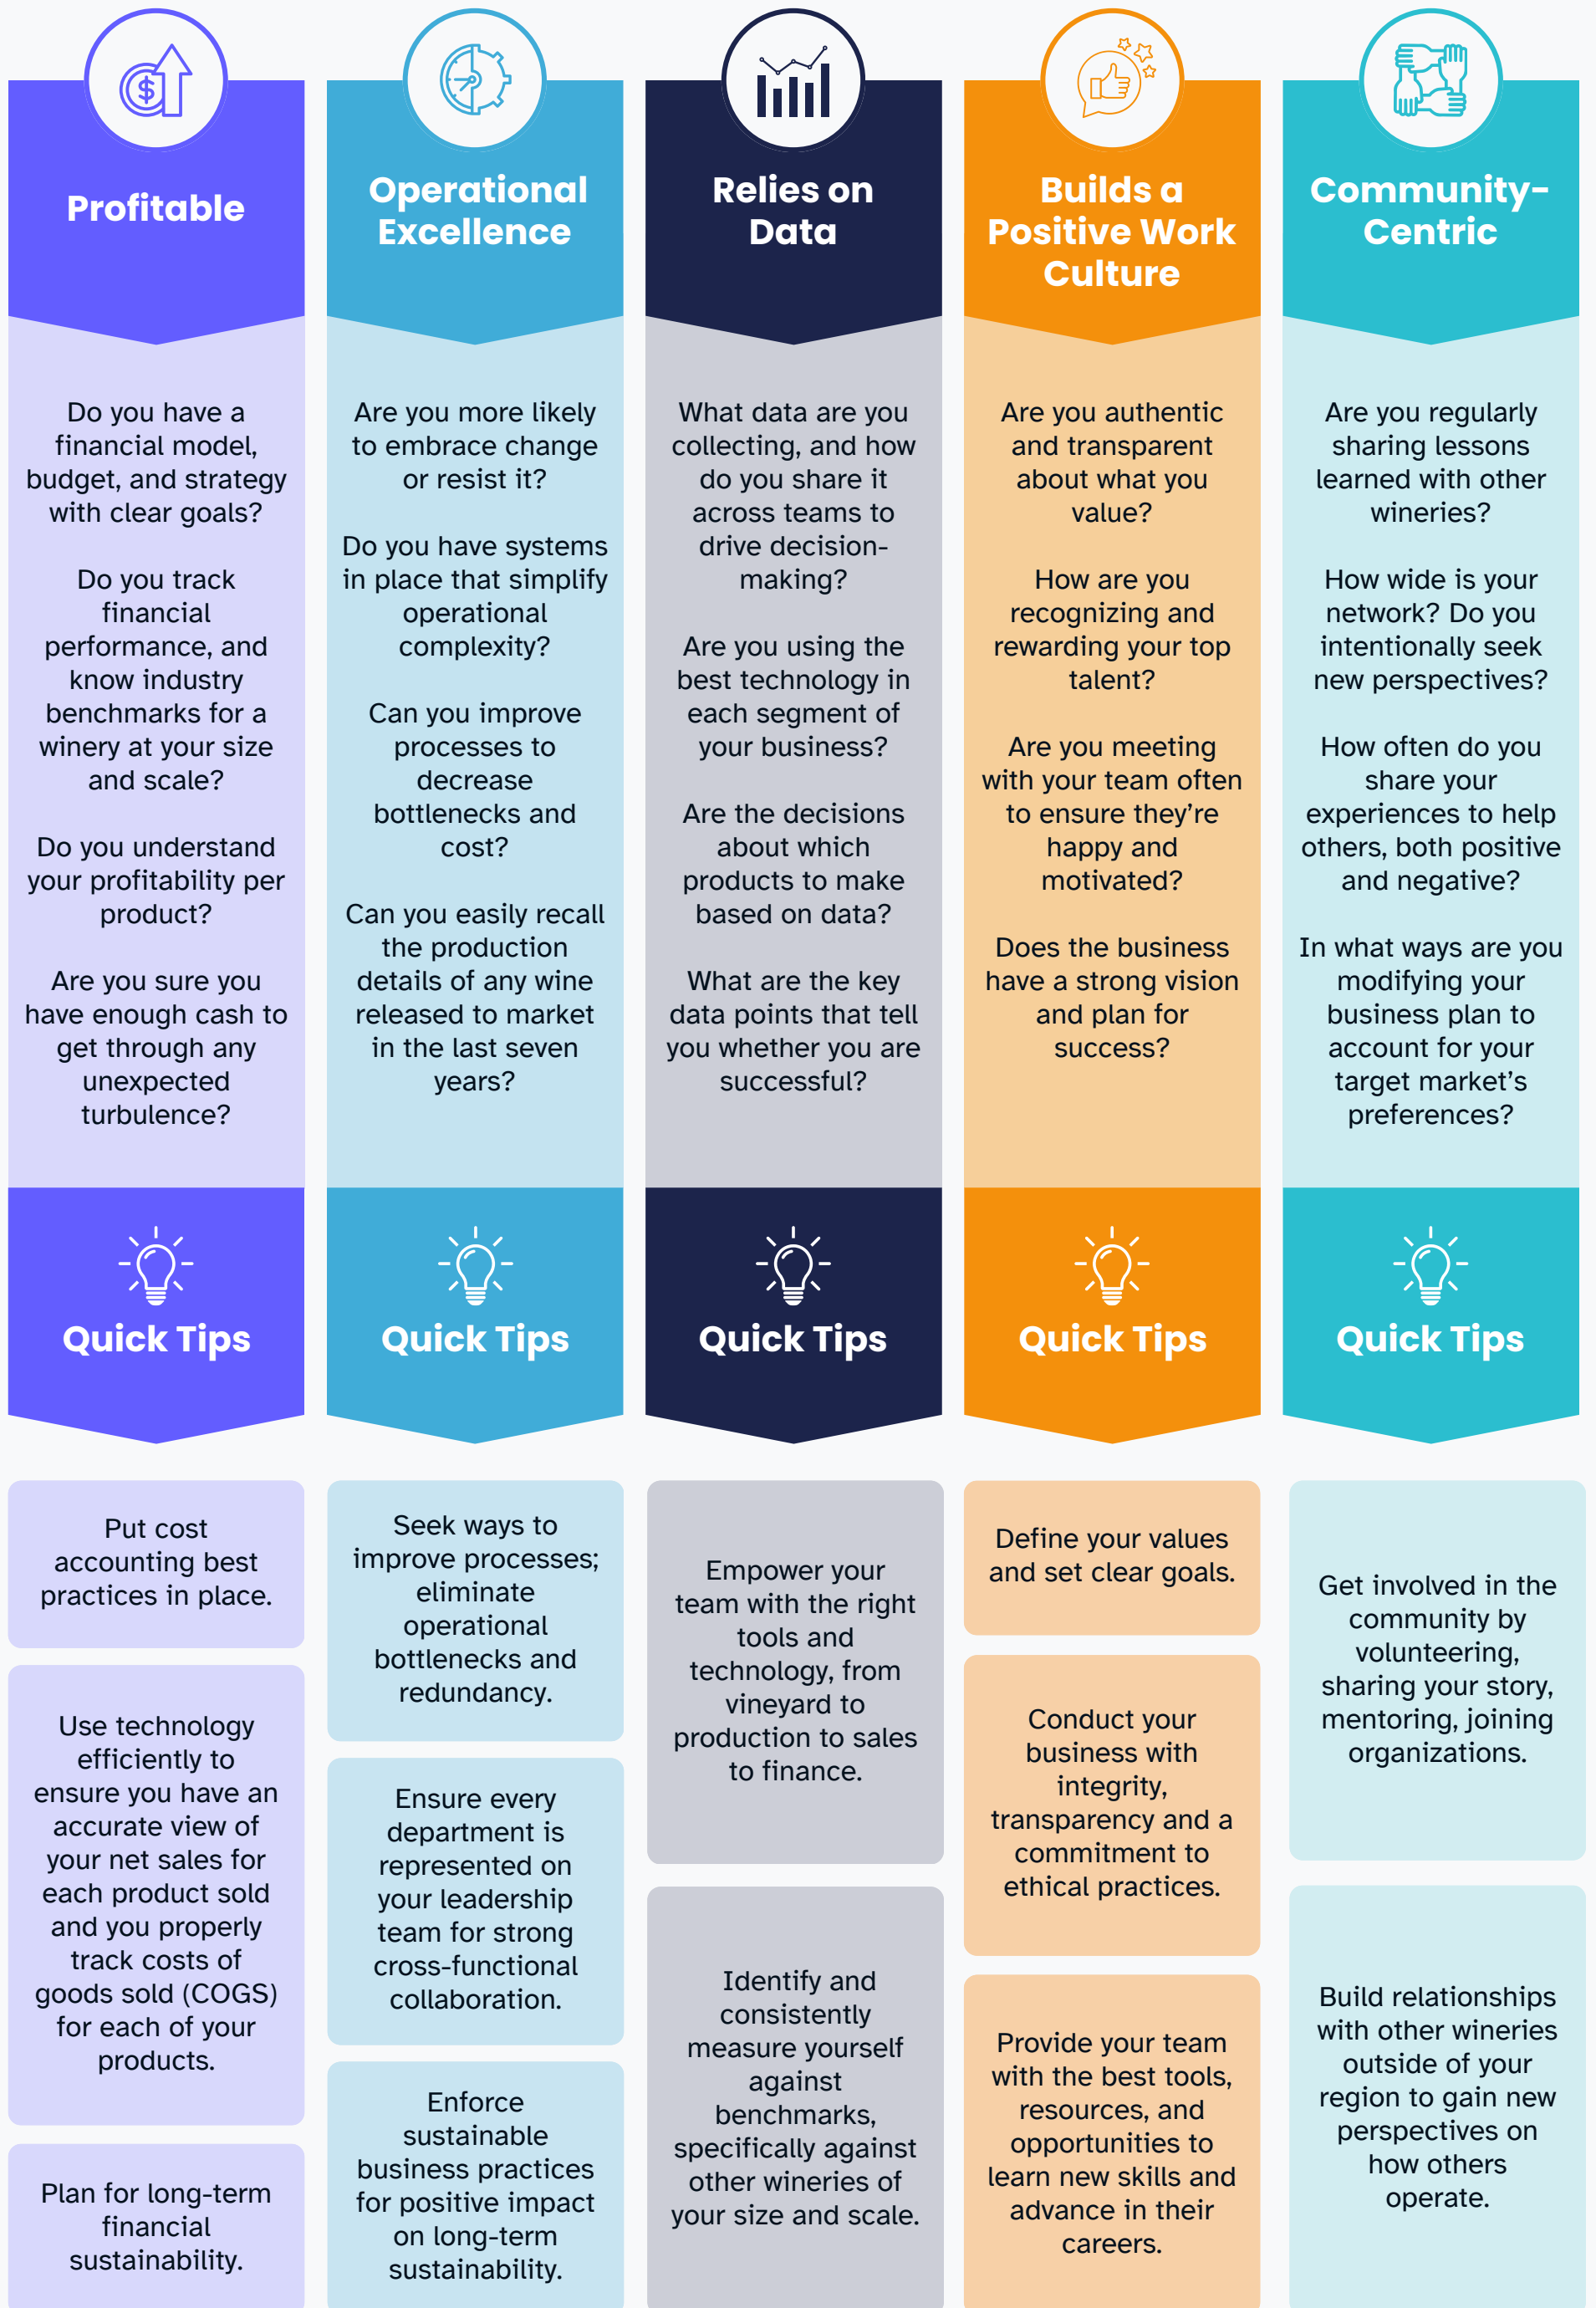 Profitable
Do you have a
financial model,
budget, and strategy
with clear goals?
Do you track
financial
performance, and
know industry
benchmarks for a
winery at your size
and scale?
Do you understand
your profitability per
product?
Are you sure you
have enough cash to
get through any
unexpected
turbulence?
Quick Tips
Put cost
accounting best
practices in place.
Use technology
efficiently to
ensure you have an
accurate view of
your net sales for
each product sold
and you properly
track costs of
goods sold (COGS)
for each of your
products.
Plan for long-term
financial
sustainability.
Operational
Excellence
Are you more likely
to embrace change
or resist it?
Do you have systems
in place that simplify
operational
complexity?
Can you improve
processes to
decrease
bottlenecks and
cost?
Can you easily recall
the production
details of any wine
released to market
in the last seven
years?
Quick Tips
Seek ways to
improve processes;
eliminate
operational
bottlenecks and
redundancy.
Ensure every
department is
represented on
your leadership
team for strong
cross-functional
collaboration.
Enforce
sustainable
business practices
for positive impact
on long-term
sustainability.
Relies on
Data
What data are you
collecting, and how
do you share it
across teams to
drive decision-
making?
Are you using the
best technology in
each segment of
your business?
Are the decisions
about which
products to make
based on data?
What are the key
data points that tell
you whether you are
successful?
Quick Tips
Empower your
team with the right
tools and
technology, from
vineyard to
production to sales
to finance.
Identify and
consistently
measure yourself
against
benchmarks,
specifically against
other wineries of
your size and scale.
Builds a
Positive Work
Culture
Are you authentic
and transparent
about what you
value?
How are you
recognizing and
rewarding your top
talent?
Are you meeting
with your team often
to ensure they’re
happy and
motivated?
Does the business
have a strong vision
and plan for
success?
Quick Tips
Define your values
and set clear goals.
Conduct your
business with
integrity,
transparency and a
commitment to
ethical practices.
Provide your team
with the best tools,
resources, and
opportunities to
learn new skills and
advance in their
careers.
Community-
Centric
Are you regularly
sharing lessons
learned with other
wineries?
How wide is your
network? Do you
intentionally seek
new perspectives?
How often do you
share your
experiences to help
others, both positive
and negative?
In what ways are you
modifying your
business plan to
account for your
target market’s
preferences?
Quick Tips
Get involved in the
community by
volunteering,
sharing your story,
mentoring, joining
organizations.
Build relationships
with other wineries
outside of your
region to gain new
perspectives on
how others
operate.